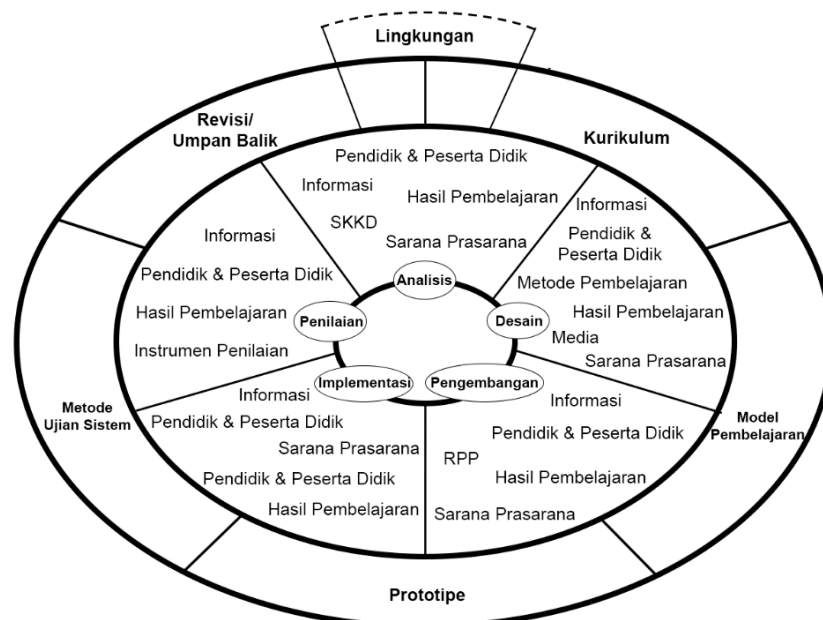 Lingkungan
Revisi/
Umpan Balik
Kurikulum
Pendidik & Peserta Didik
Informasi
Hasil Pembelajaran
SKKD
Sarana Prasarana
Analisis
Informasi
Pendidik &
Peserta Didik
Metode Pembelajaran
Hasil Pembelajaran
Media
Sarana Prasarana
Desain
Informasi
Pendidik & Peserta Didik
Hasil Pembelajaran
Instrumen Penilaian
Penilaian
Implementasi
Pengembangan
Informasi
Pendidik & Peserta Didik
Sarana Prasarana
Pendidik & Peserta Didik
Hasil Pembelajaran
Informasi
Pendidik & Peserta Didik
RPP
Hasil Pembelajaran
Sarana Prasarana
Metode
Ujian Sistem
Model
Pembelajaran
Prototipe